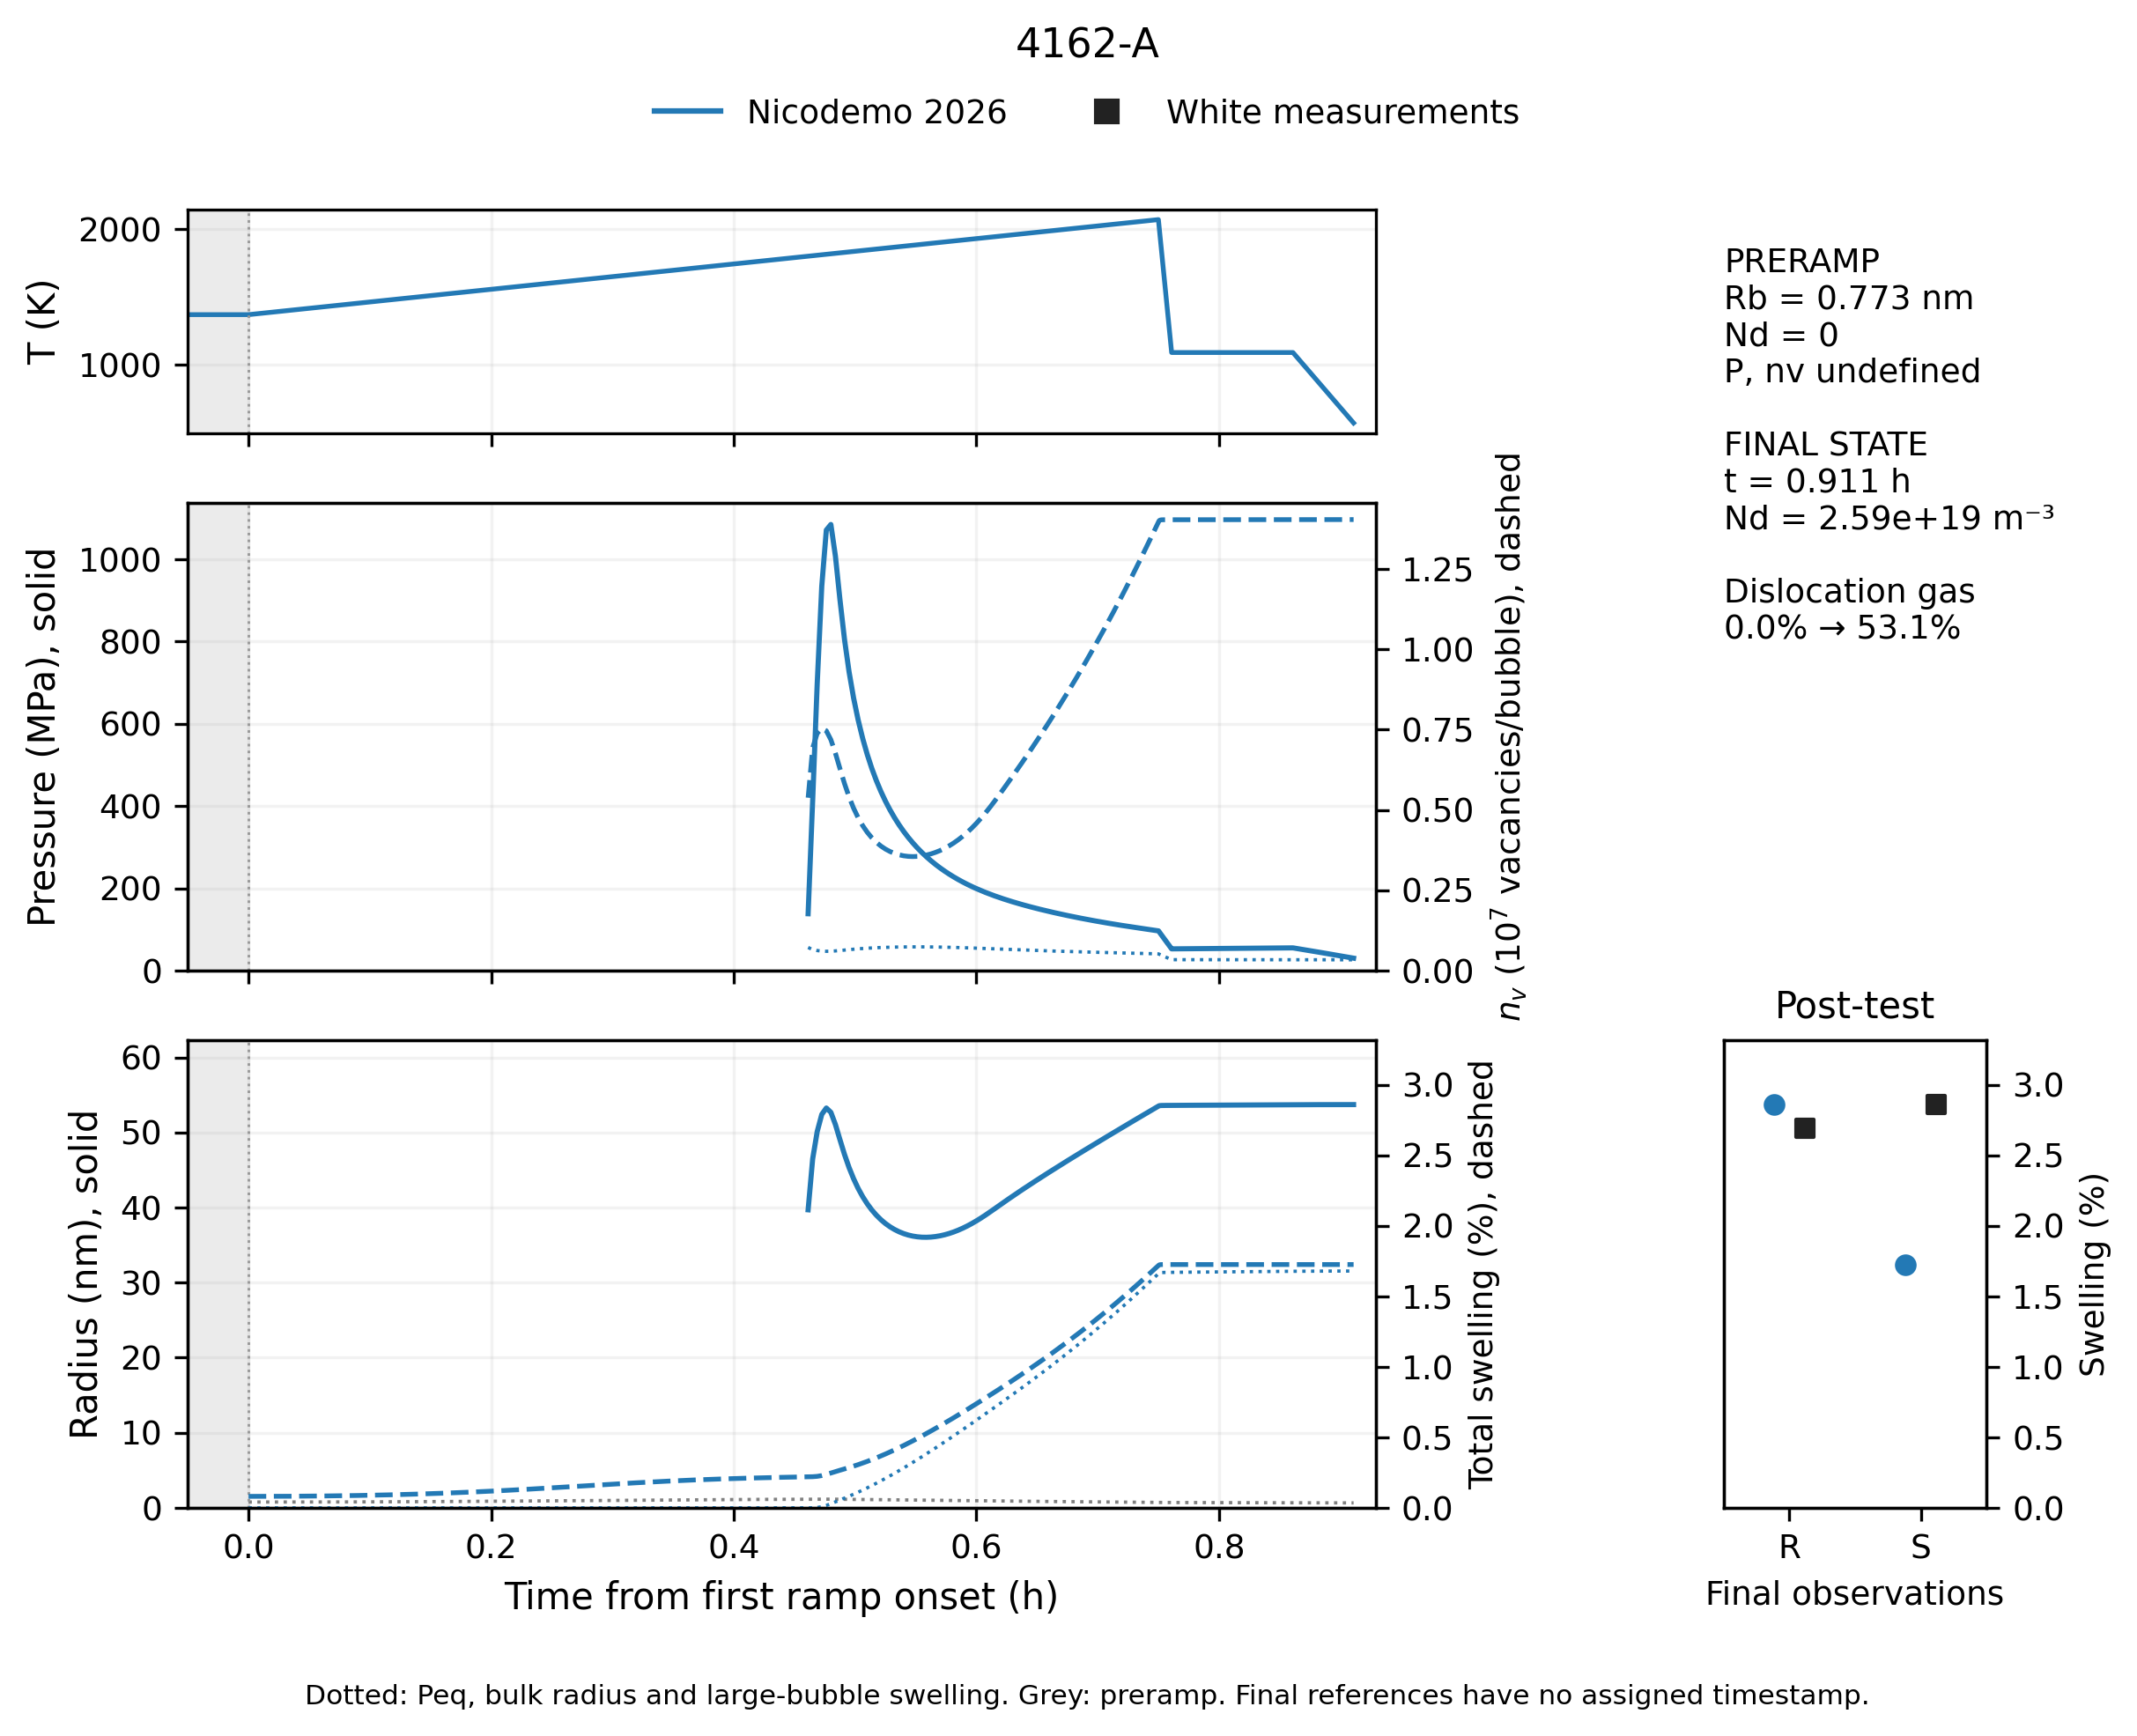 4162-A
Nicodemo 2026
White measurements
2000
1000
T (K)
PRERAMP
Rb = 0.773 nm
Nd = 0
P, nv undefined
FINAL STATE
t = 0.911 h
Nd = 2.59e+19 m⁻³
Dislocation gas
0.0% → 53.1%
1000
800
600
400
200
0
Pressure (MPa), solid
1.25
1.00
0.75
0.50
0.25
0.00
n_v (10⁷ vacancies/bubble), dashed
60
50
40
30
20
10
0
Radius (nm), solid
3.0
2.5
2.0
1.5
1.0
0.5
0.0
Total swelling (%), dashed
0.0 0.2 0.4 0.6 0.8
Time from first ramp onset (h)
Post-test
3.0
2.5
2.0
1.5
1.0
0.5
0.0
Swelling (%)
R S
Final observations
Dotted: Peq, bulk radius and large-bubble swelling. Grey: preramp. Final references have no assigned timestamp.